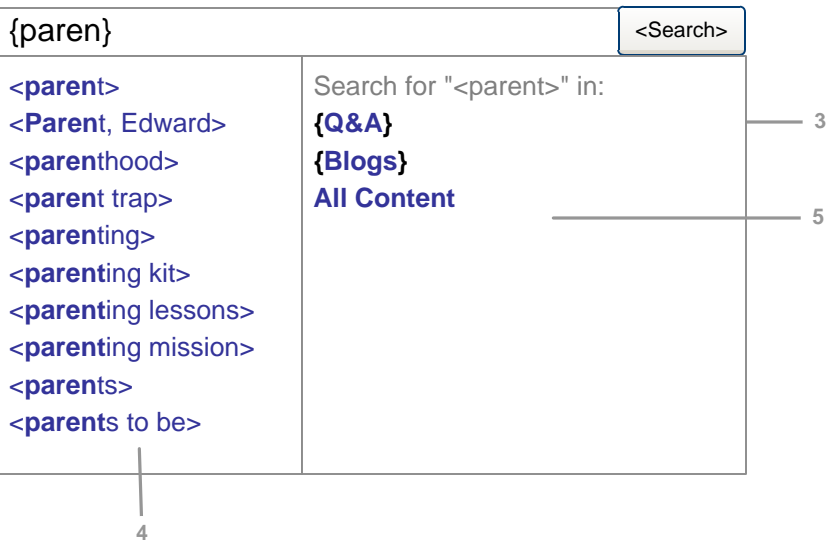 {paren}
<Search>
<parent>
<Parent, Edward>
<parenthood>
<parent trap>
<parenting>
<parenting kit>
<parenting lessons>
<parenting mission>
<parents>
<parents to be>
Search for "<parent>" in:
{Q&A}
{Blogs}
All Content
3
5
4